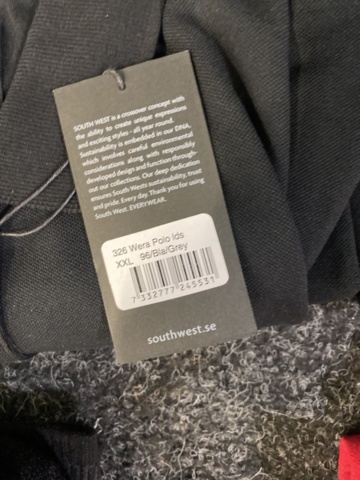 SOUTH WEST is a crossover concept with
the ability to create unique expressions
and exciting styles - all year round.
Sustainability is embedded in our DNA,
which involves careful environmental
considerations along with responsibly
developed design and function through-
out our collections. Our deep dedication
ensures South Wests sustainability, trust
and pride. Every day. Thank you for using
South West. EVERYWEAR.
326 Wera Polo lds
XXL 96/Bla/Grey
7 332777 245531
southwest.se